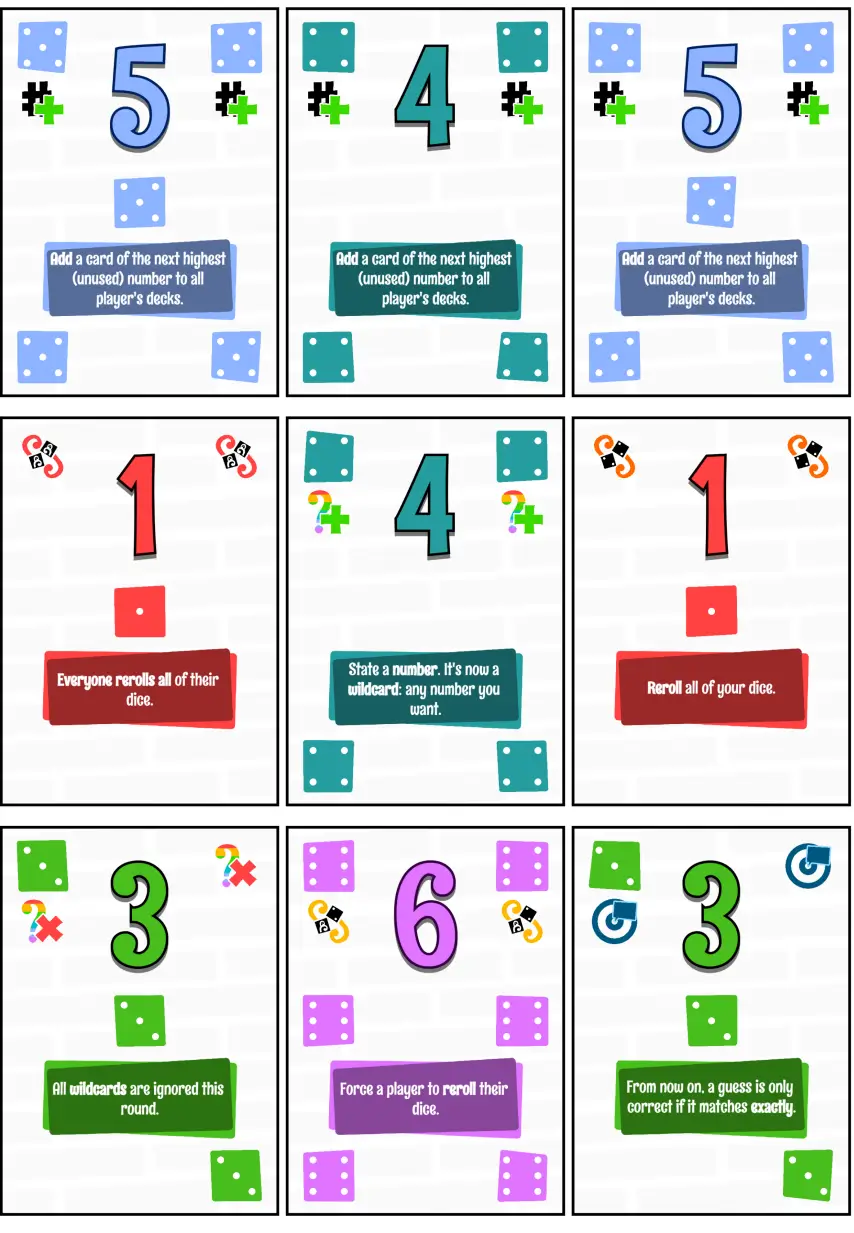 5
Add a card of the next highest
(unused) number to all
player's decks.
4
Add a card of the next highest
(unused) number to all
player's decks.
5
Add a card of the next highest
(unused) number to all
player's decks.
1
Everyone rerolls all of their
dice.
4
State a number. It's now a
wildcard: any number you
want.
1
Reroll all of your dice.
3
All wildcards are ignored this
round.
6
Force a player to reroll their
dice.
3
From now on, a guess is only
correct if it matches exactly.